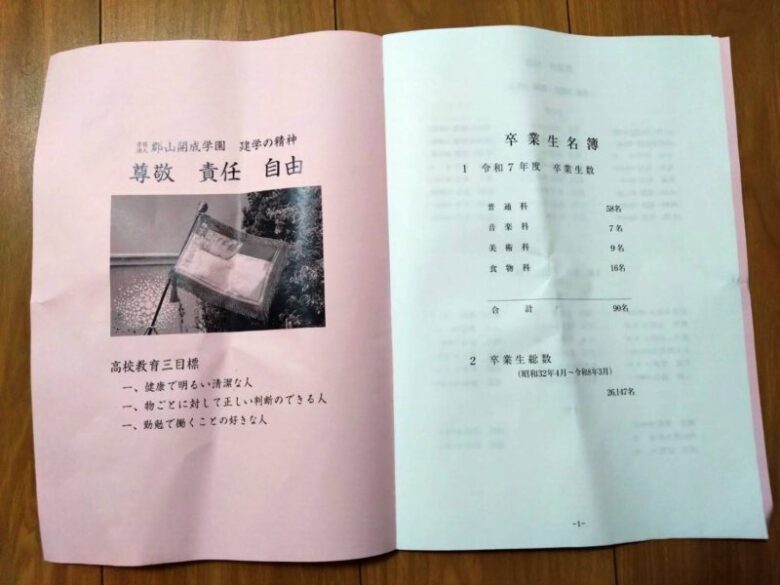 学校法人 郡山開成学園 建学の精神
尊敬 責任 自由
高校教育三目標
一、健康で明るい清潔な人
一、物ごとに対して正しい判断のできる人
一、勤勉で働くことの好きな人
卒業生名簿
1 令和7年度 卒業生数
普通科 58名
音楽科 7名
美術科 9名
食物科 16名
合計 90名
2 卒業生総数
(昭和32年4月～令和8年3月)
26,147名
-1-